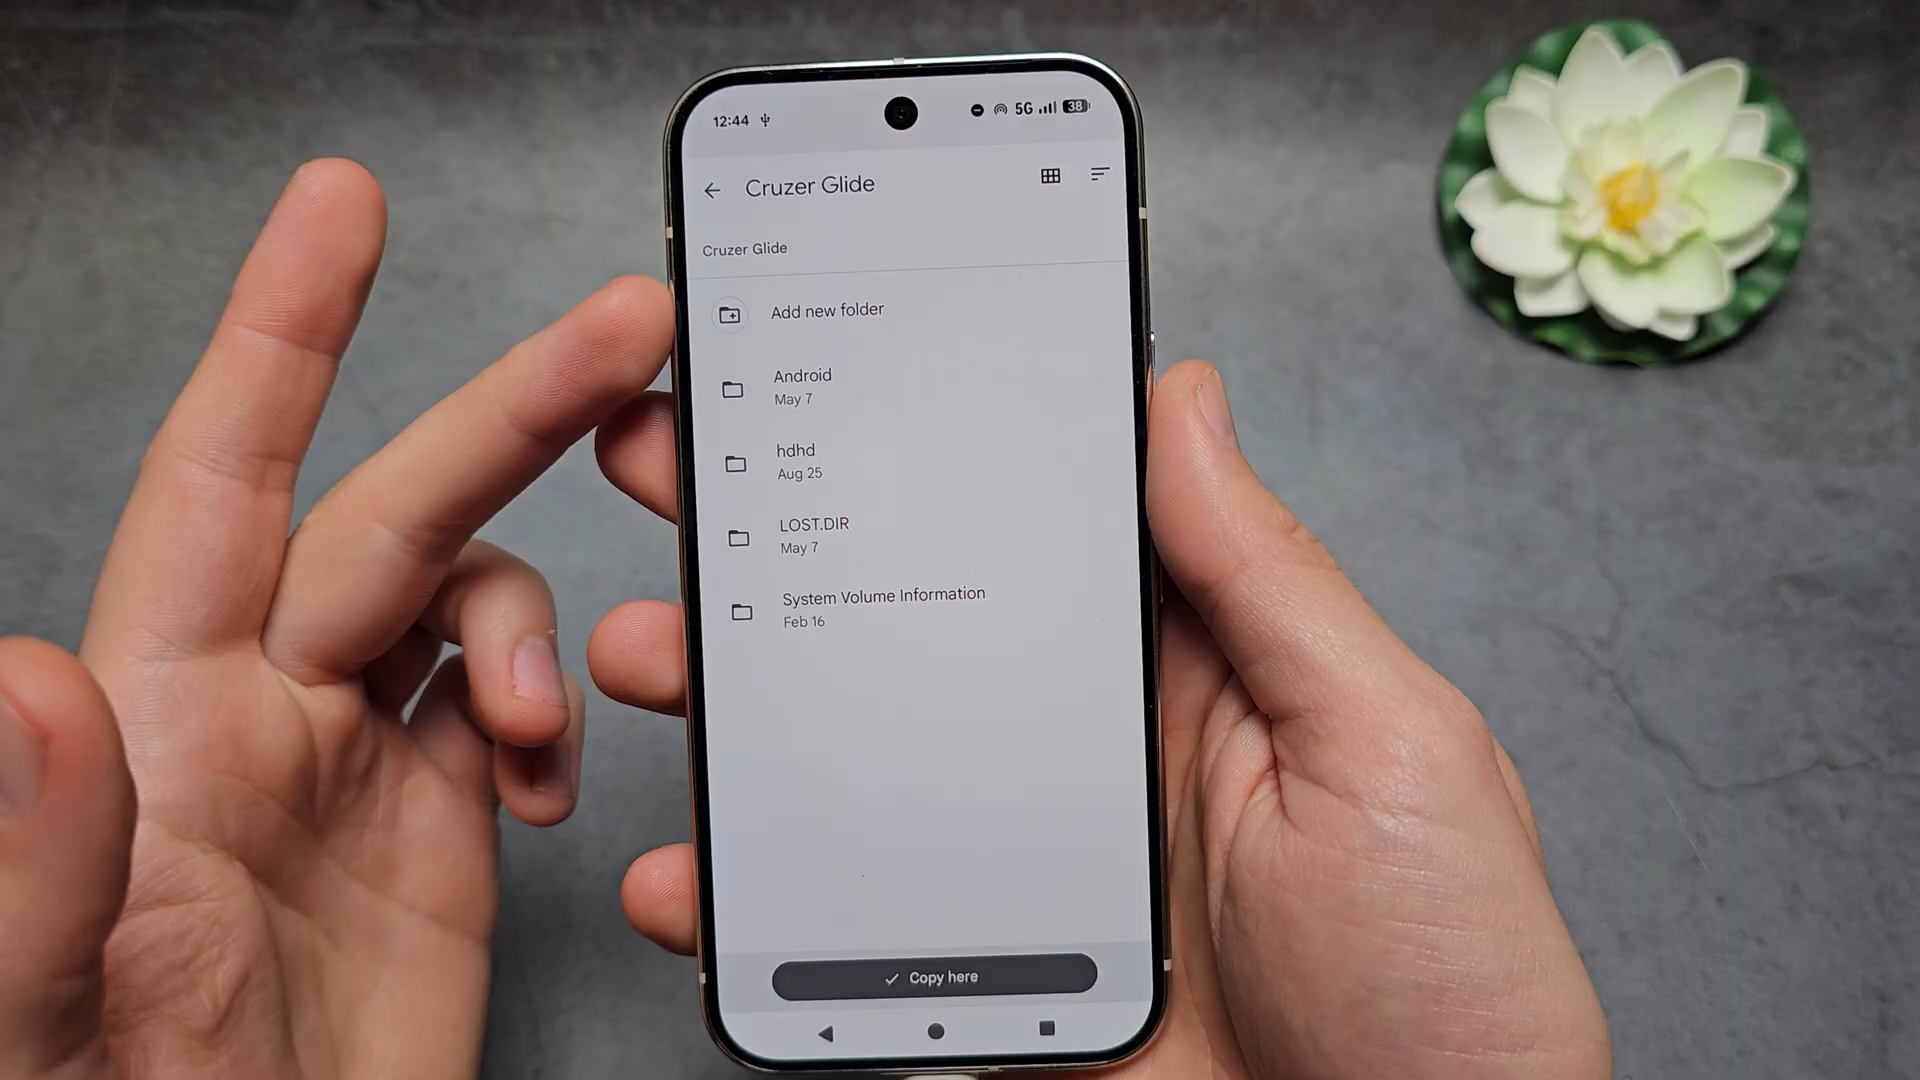 12:44
5G 38
Cruzer Glide
Cruzer Glide
Add new folder
Android
May 7
hdhd
Aug 25
LOST.DIR
May 7
System Volume Information
Feb 16
Copy here